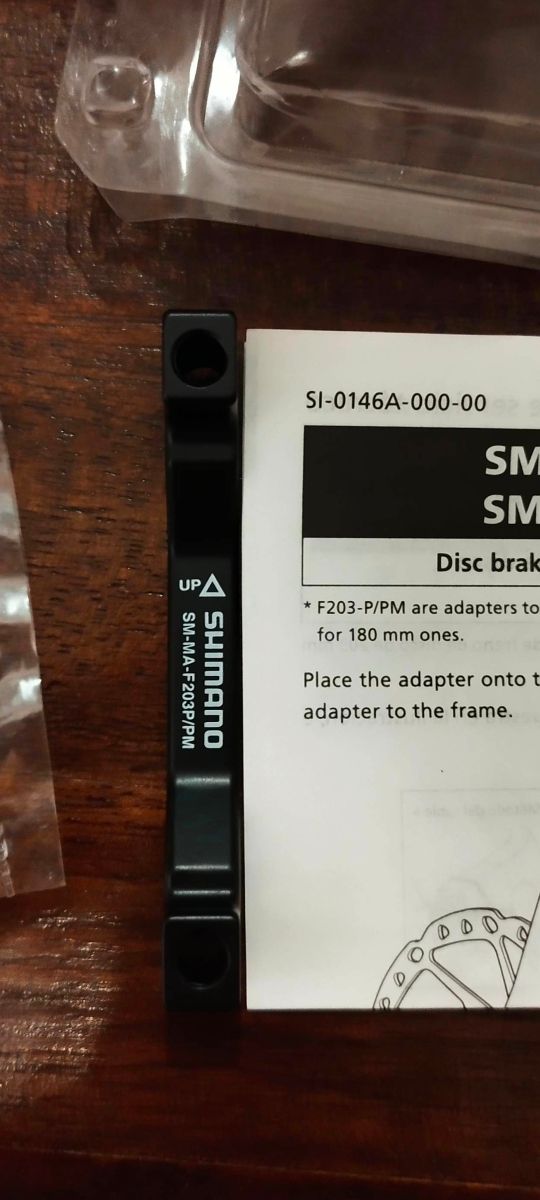 SI-0146A-000-00
SM
SM
Disc brak
* F203-P/PM are adapters to
for 180 mm ones.
Place the adapter onto t
adapter to the frame.
UP
SHIMANO
SM-MA-F203P/PM